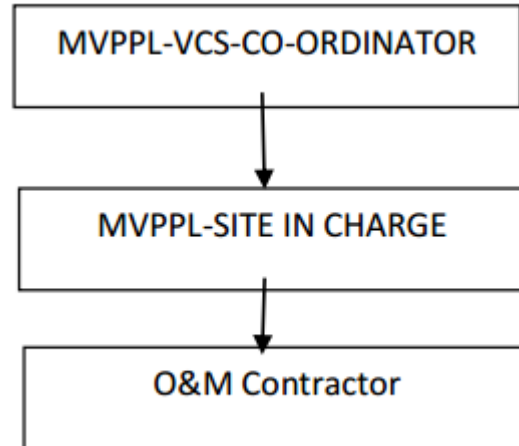 MVPPL-VCS-CO-ORDINATOR
MVPPL-SITE IN CHARGE
O&M Contractor